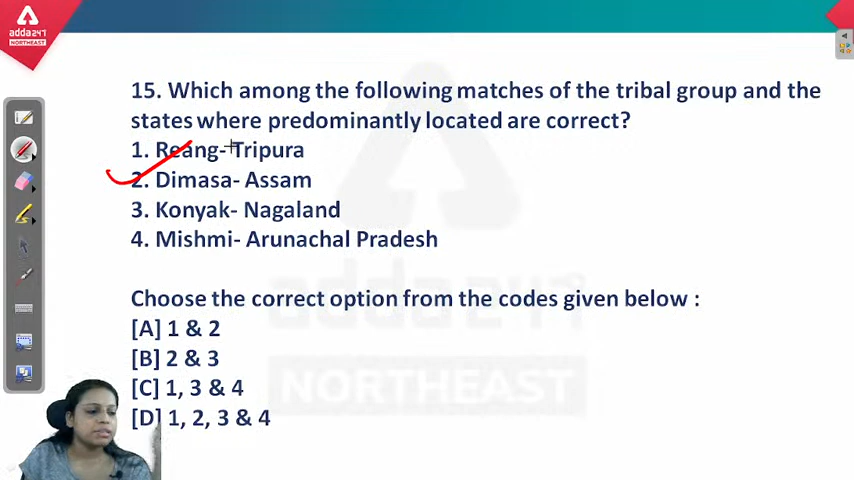 adda247
NORTHEAST
15. Which among the following matches of the tribal group and the
states where predominantly located are correct?
1. Reang- Tripura
2. Dimasa- Assam
3. Konyak- Nagaland
4. Mishmi- Arunachal Pradesh
Choose the correct option from the codes given below :
[A] 1 & 2
[B] 2 & 3
[C] 1, 3 & 4
[D] 1, 2, 3 & 4
adda247
NORTHEAST